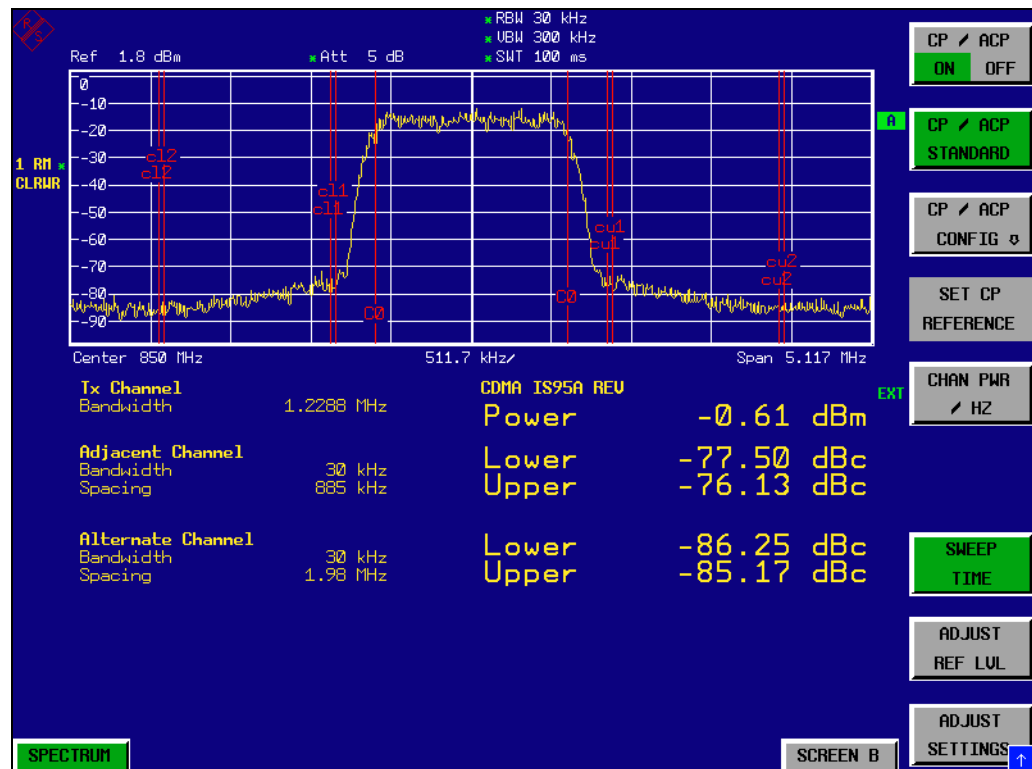 * RBW 30 kHz
* VBW 300 kHz
Ref 1.8 dBm * Att 5 dB * SWT 100 ms
0
-10
-20
-30
-40
-50
-60
-70
-80
-90
1 RM *
CLRWR
A
cl2
cl2
cl1
cl1
C0
C0
cu1
cu1
cu2
cu2
Center 850 MHz 511.7 kHz/ Span 5.117 MHz
EXT
Tx Channel CDMA IS95A REV
Bandwidth 1.2288 MHz Power -0.61 dBm
Adjacent Channel Lower -77.50 dBc
Bandwidth 30 kHz Upper -76.13 dBc
Spacing 885 kHz
Alternate Channel Lower -86.25 dBc
Bandwidth 30 kHz Upper -85.17 dBc
Spacing 1.98 MHz
CP / ACP
ON OFF
CP / ACP
STANDARD
CP / ACP
CONFIG
SET CP
REFERENCE
CHAN PWR
/ HZ
SWEEP
TIME
ADJUST
REF LVL
ADJUST
SETTINGS
SPECTRUM
SCREEN B